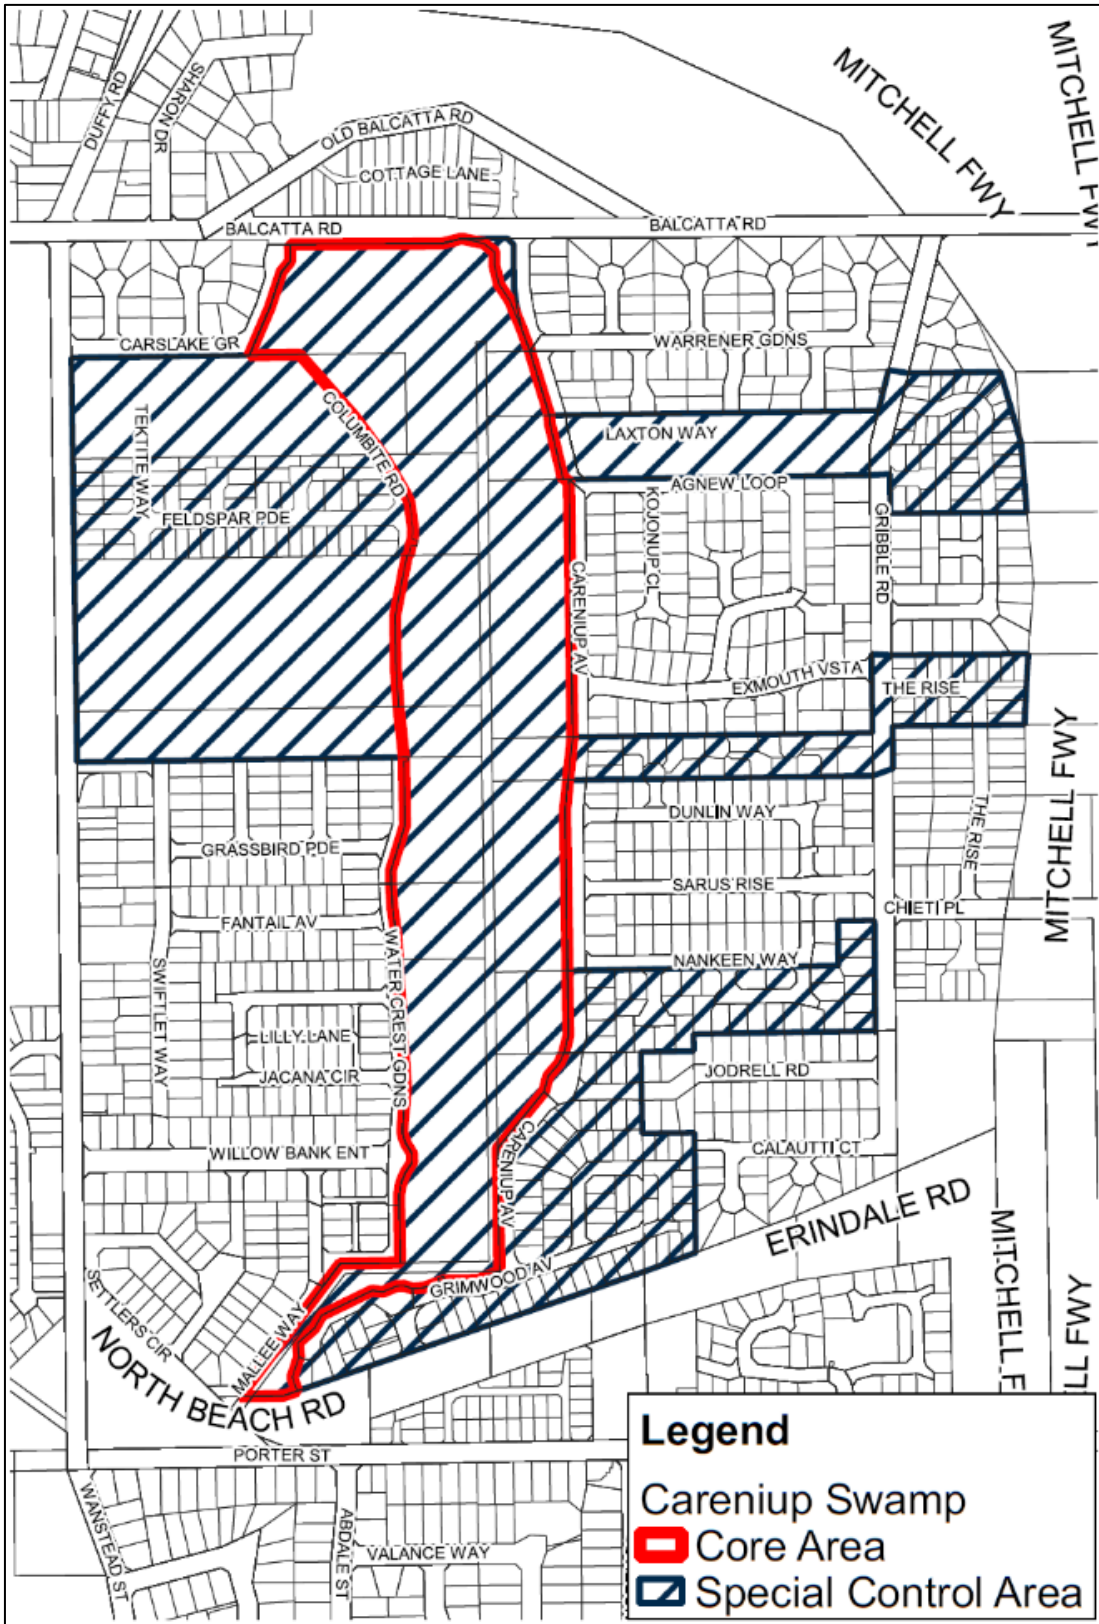 MITCHELL FWY
MITCHELL FWY
DUFFY RD
SHARON DR
OLD BALCATTA RD
COTTAGE LANE
BALCATTA RD
BALCATTA RD
CARSLAKE GR
WARRENER GDNS
TEKTITE WAY
COLUMBITE RD
LAXTON WAY
AGNEW LOOP
FELDSPAR PDE
KOJONUP CL
GRIBBLE RD
CARENIUP AV
EXMOUTH VSTA
THE RISE
MITCHELL FWY
DUNLIN WAY
THE RISE
GRASSBIRD PDE
SARUS RISE
CHIETI PL
FANTAIL AV
WATER CREST GDNS
NANKEEN WAY
SWIFTLET WAY
LILLY LANE
JACANA CIR
JODRELL RD
WILLOW BANK ENT
CARENIUP AV
CALAUTTI CT
ERINDALE RD
MITCHELL F
SETTLERS CIR
GRIMWOOD AV
MALLEE WAY
NORTH BEACH RD
ELL FWY
PORTER ST
WANSTEAD ST
ABDALE ST
VALANCE WAY
Legend
Careniup Swamp
Core Area
Special Control Area